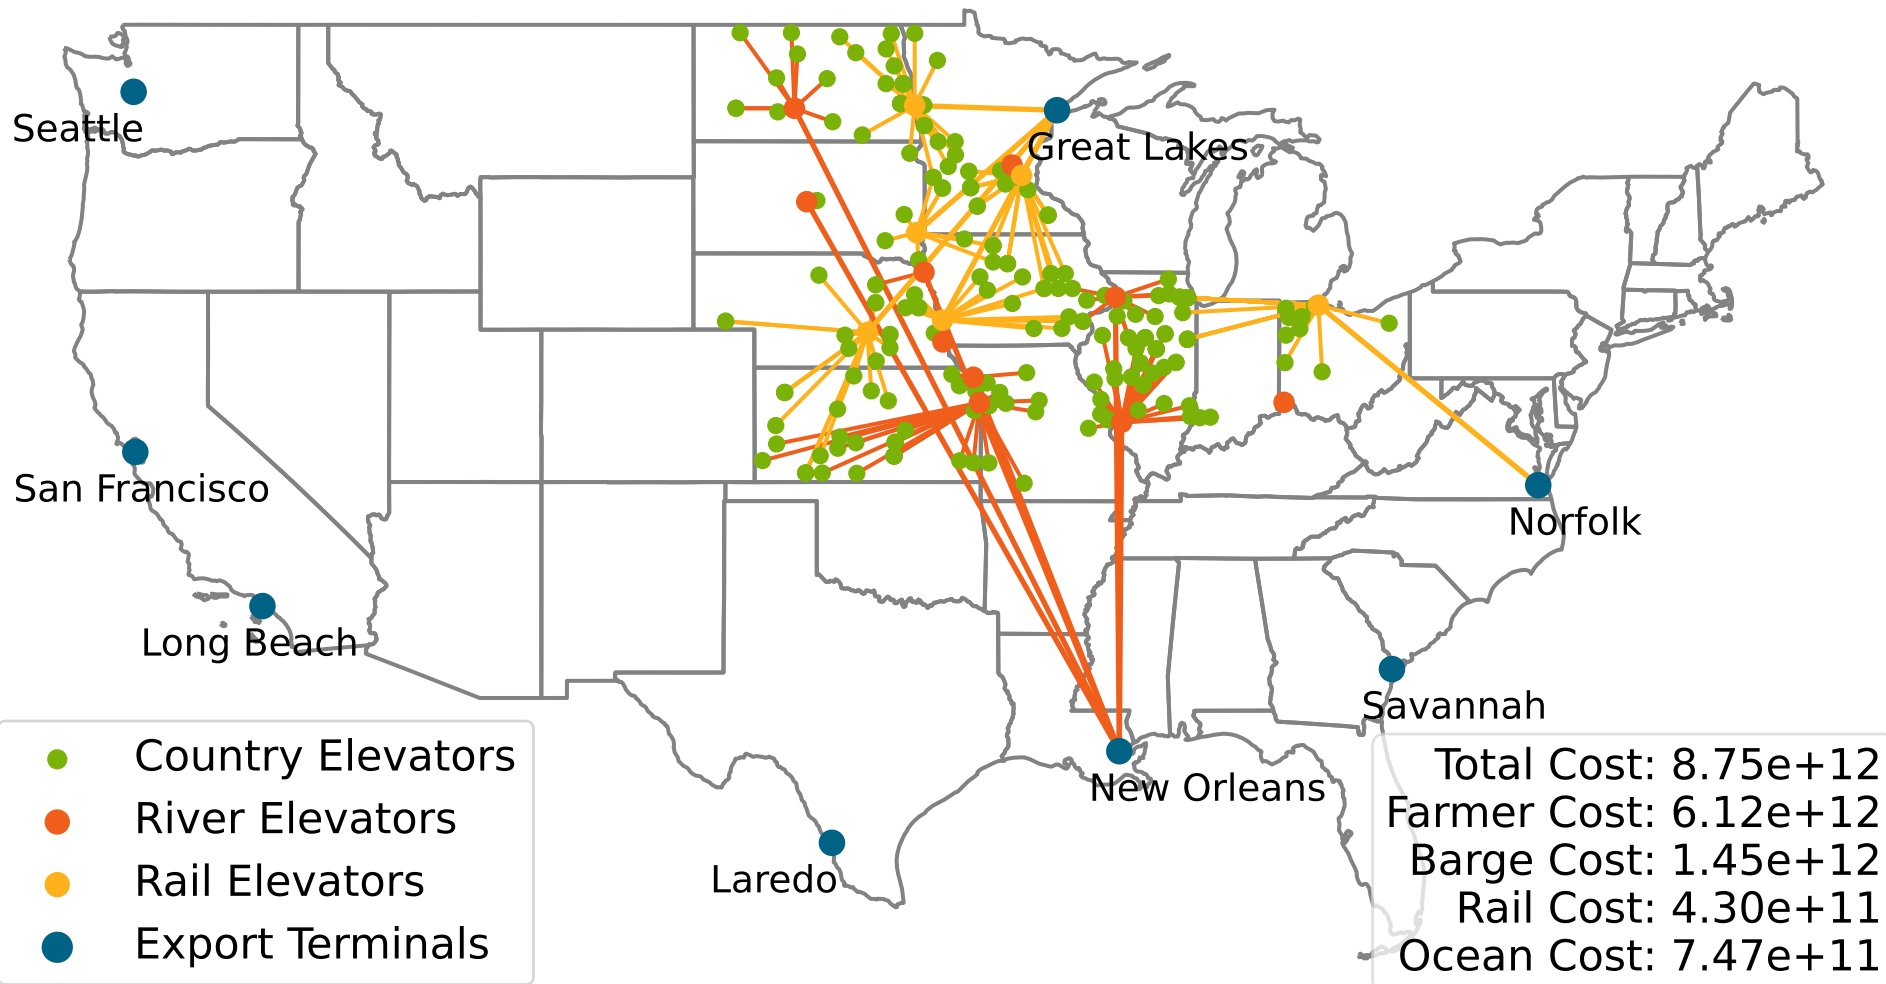 Seattle
Great Lakes
San Francisco
Norfolk
Long Beach
Savannah
New Orleans
Laredo
Country Elevators
River Elevators
Rail Elevators
Export Terminals
Total Cost: 8.75e+12
Farmer Cost: 6.12e+12
Barge Cost: 1.45e+12
Rail Cost: 4.30e+11
Ocean Cost: 7.47e+11